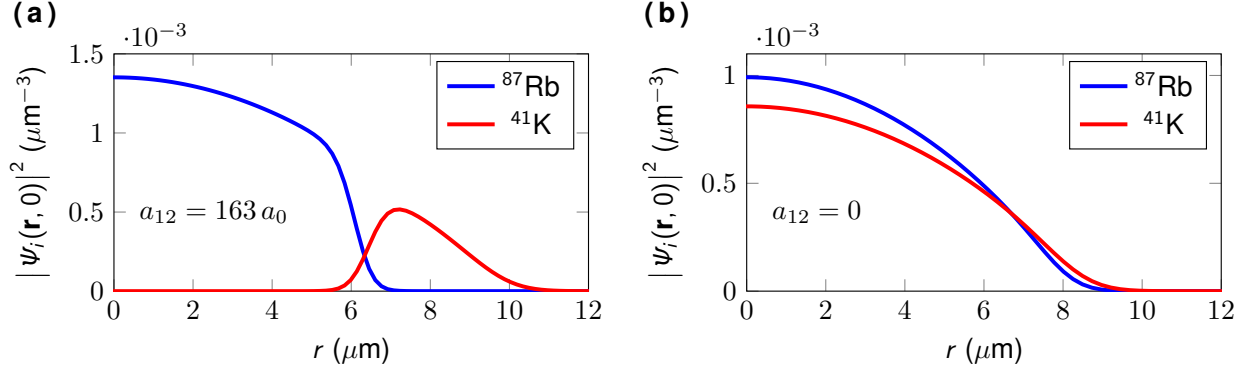 (a)
·10⁻³
|Ψᵢ(r, 0)|² (μm⁻³)
1.5
1
0.5
0
⁸⁷Rb
⁴¹K
a₁₂ = 163 a₀
0 2 4 6 8 10 12
r (μm)
(b)
·10⁻³
|Ψᵢ(r, 0)|² (μm⁻³)
1
0.5
0
⁸⁷Rb
⁴¹K
a₁₂ = 0
0 2 4 6 8 10 12
r (μm)